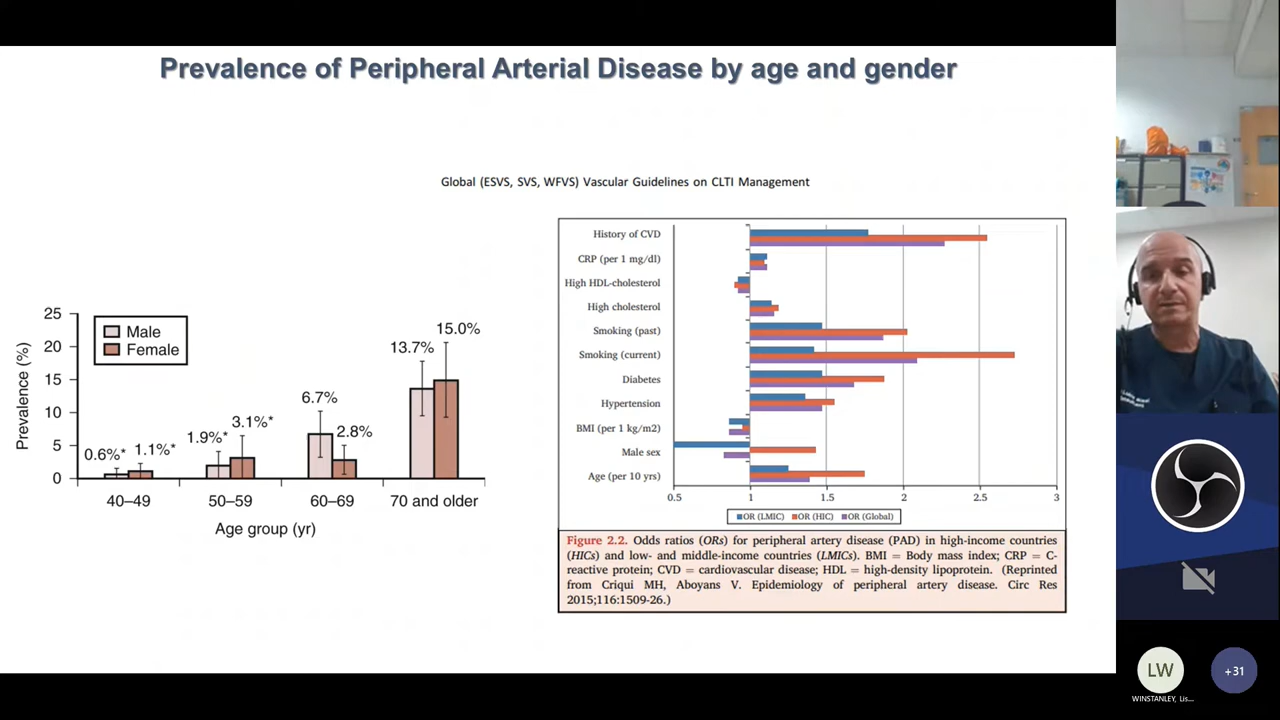 Prevalence of Peripheral Arterial Disease by age and gender
Global (ESVS, SVS, WFVS) Vascular Guidelines on CLTI Management
25
20
15
10
5
0
Prevalence (%)
Male
Female
0.6%*
1.1%*
1.9%*
3.1%*
6.7%
2.8%
13.7%
15.0%
40–49
50–59
60–69
70 and older
Age group (yr)
History of CVD
CRP (per 1 mg/dl)
High HDL-cholesterol
High cholesterol
Smoking (past)
Smoking (current)
Diabetes
Hypertension
BMI (per 1 kg/m2)
Male sex
Age (per 10 yrs)
0.5
1
1.5
2
2.5
3
OR (LMIC)
OR (HIC)
OR (Global)
Figure 2.2. Odds ratios (ORs) for peripheral artery disease (PAD) in high-income countries
(HICs) and low- and middle-income countries (LMICs). BMI = Body mass index; CRP = C-
reactive protein; CVD = cardiovascular disease; HDL = high-density lipoprotein. (Reprinted
from Criqui MH, Aboyans V. Epidemiology of peripheral artery disease. Circ Res
2015;116:1509-26.)
LW
+31
WINSTANLEY, Lis...